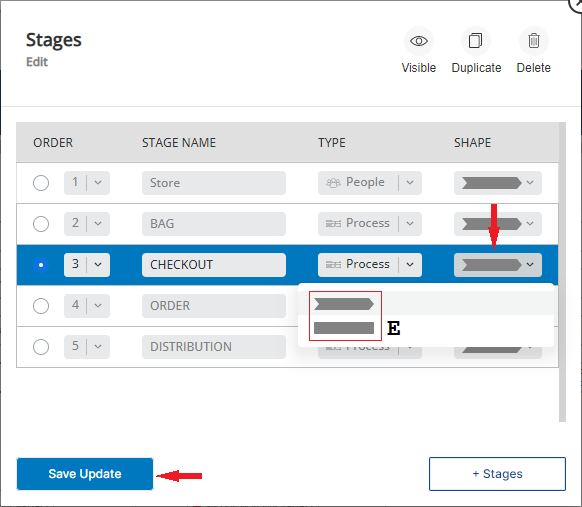 Stages
Edit
Visible Duplicate Delete
ORDER STAGE NAME TYPE SHAPE
1 Store People
2 BAG Process
3 CHECKOUT Process
4 ORDER
E
5 DISTRIBUTION Process
Save Update + Stages